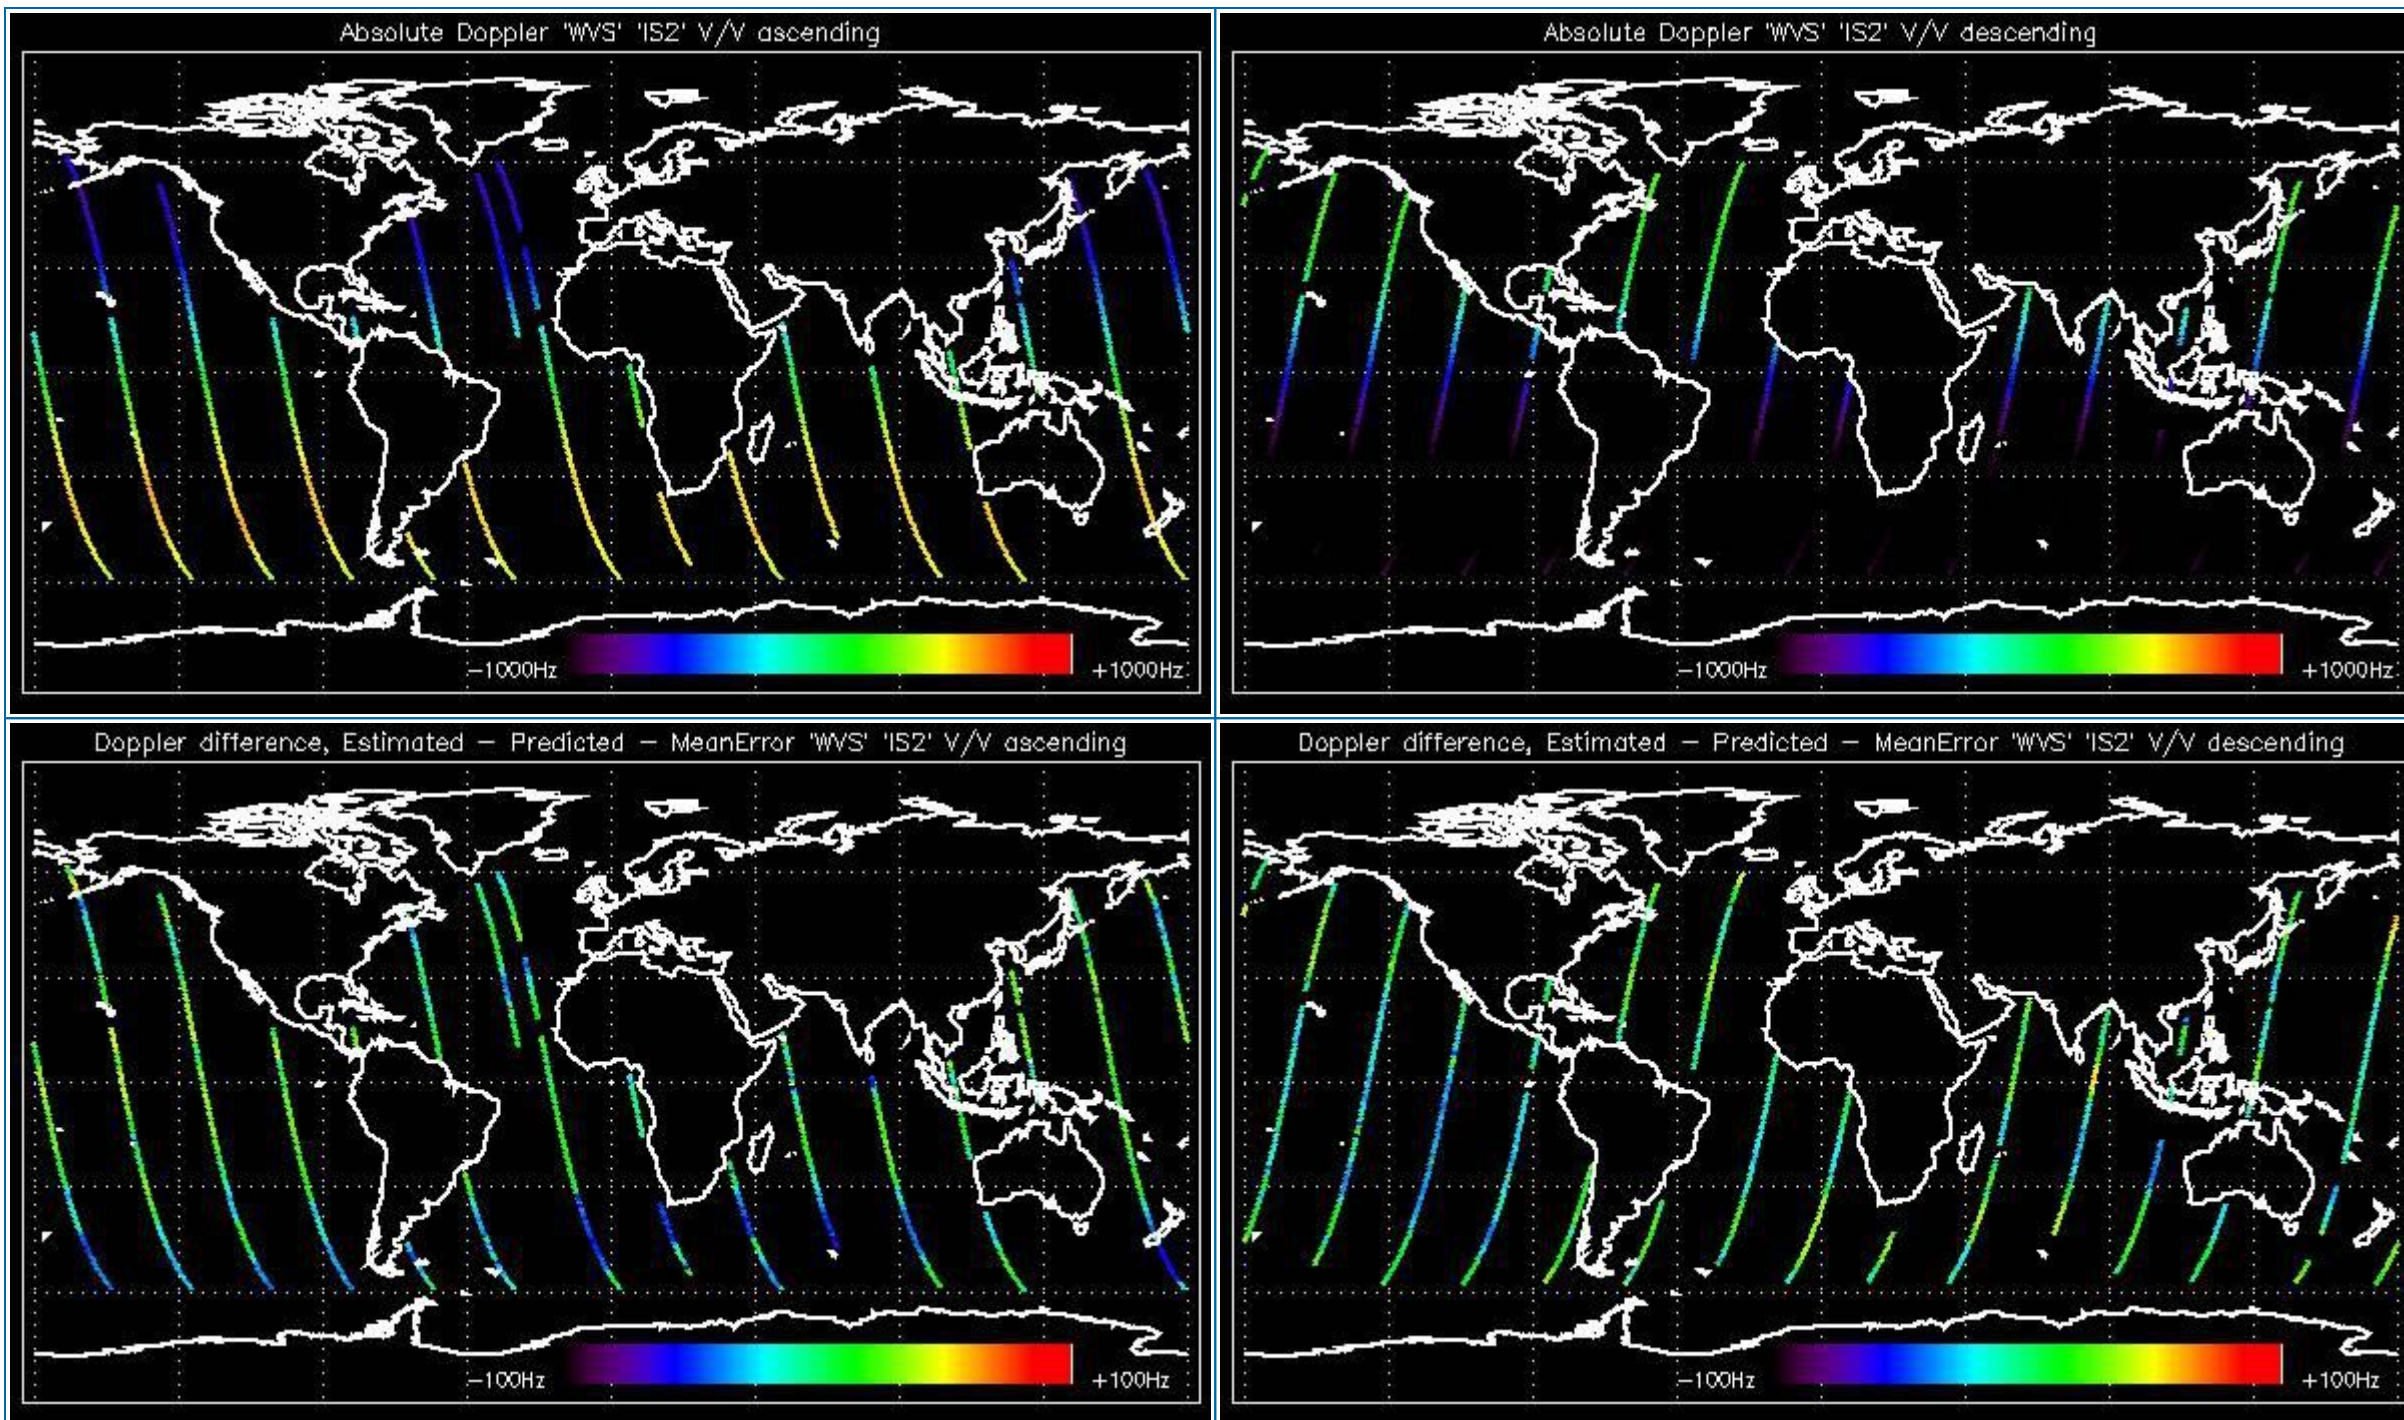 Absolute Doppler 'WVS' 'IS2' V/V ascending
-1000Hz
+1000Hz
Absolute Doppler 'WVS' 'IS2' V/V descending
-1000Hz
+1000Hz
Doppler difference, Estimated - Predicted - MeanError 'WVS' 'IS2' V/V ascending
-100Hz
+100Hz
Doppler difference, Estimated - Predicted - MeanError 'WVS' 'IS2' V/V descending
-100Hz
+100Hz